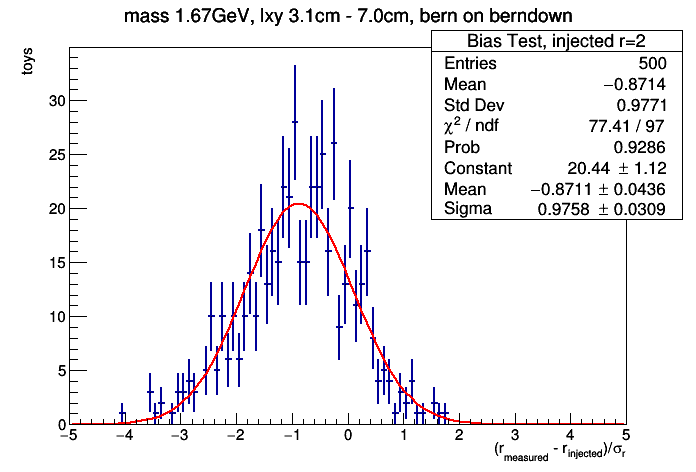 mass 1.67GeV, lxy 3.1cm - 7.0cm, bern on berndown
Bias Test, injected r=2
Entries 500
Mean −0.8714
Std Dev 0.9771
χ² / ndf 77.41 / 97
Prob 0.9286
Constant 20.44 ± 1.12
Mean −0.8711 ± 0.0436
Sigma 0.9758 ± 0.0309
toys
30
25
20
15
10
5
0
−5 −4 −3 −2 −1 0 1 2 3 4 5
(r_measured - r_injected)/σ_r